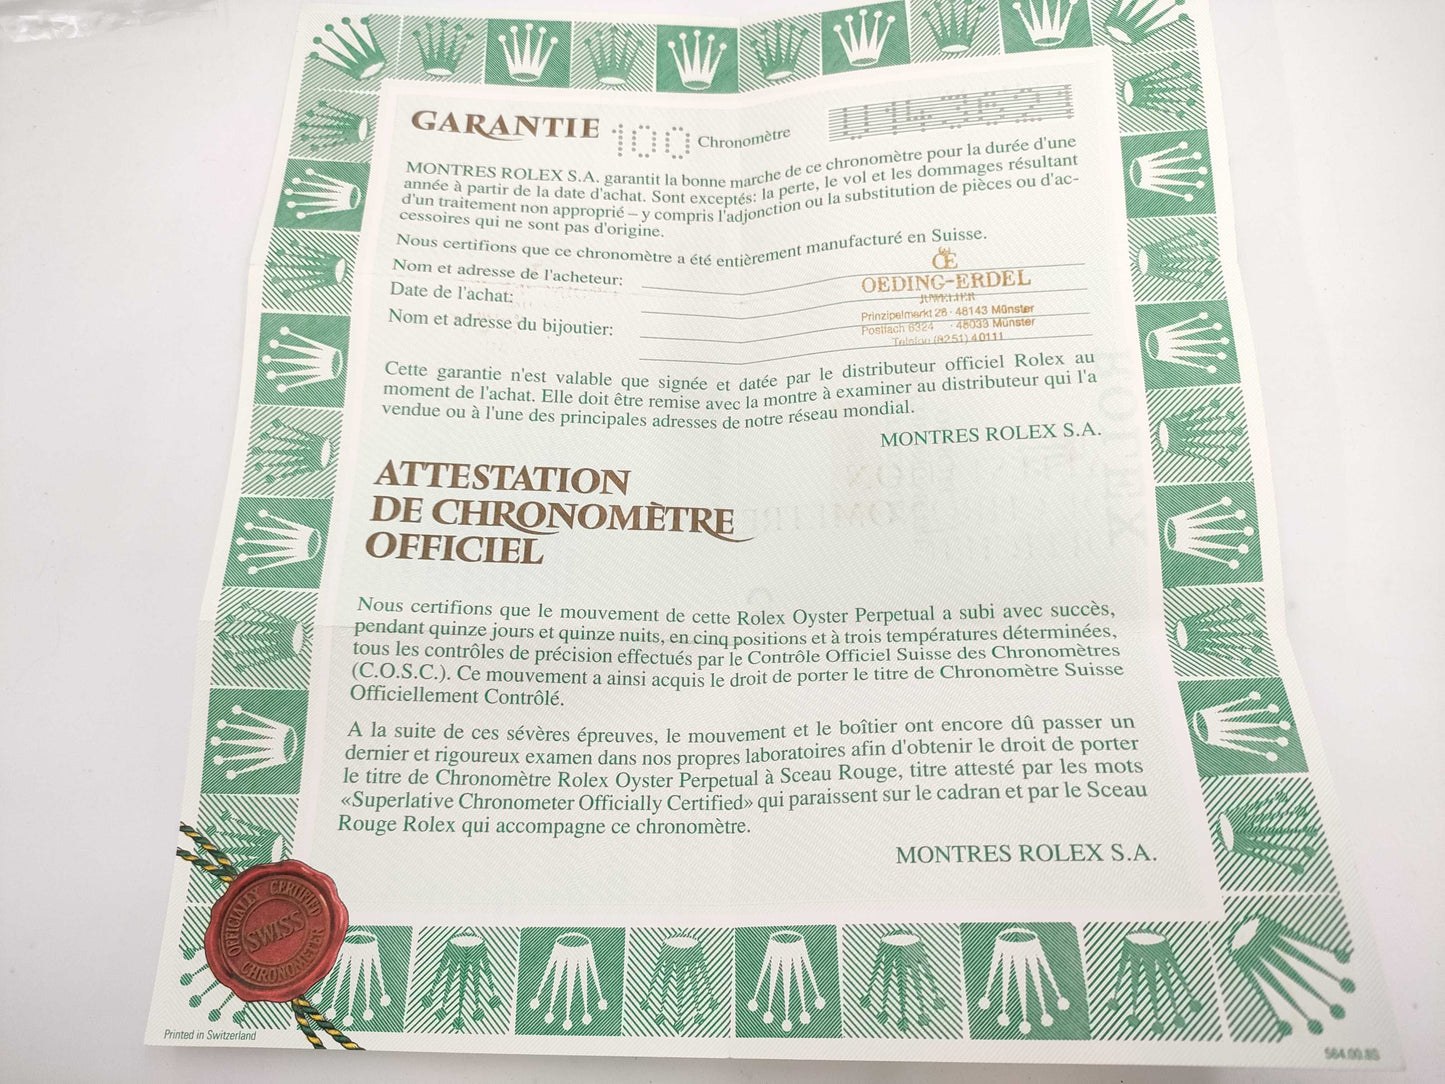 GARANTIE 100 Chronomètre
MONTRES ROLEX S.A. garantit la bonne marche de ce chronomètre pour la durée d'une
année à partir de la date d'achat. Sont exceptés: la perte, le vol et les dommages résultant
d'un traitement non approprié – y compris l'adjonction ou la substitution de pièces ou d'ac-
cessoires qui ne sont pas d'origine.
Nous certifions que ce chronomètre a été entièrement manufacturé en Suisse.
Nom et adresse de l'acheteur:
Date de l'achat:
Nom et adresse du bijoutier:
OE
OEDING-ERDEL
JUWELIER
Prinzipalmarkt 26 · 48143 Münster
Postfach 6324 · 48033 Münster
Telefon (0251) 40111
Cette garantie n'est valable que signée et datée par le distributeur officiel Rolex au
moment de l'achat. Elle doit être remise avec la montre à examiner au distributeur qui l'a
vendue ou à l'une des principales adresses de notre réseau mondial.
MONTRES ROLEX S.A.
ATTESTATION
DE CHRONOMÈTRE
OFFICIEL
Nous certifions que le mouvement de cette Rolex Oyster Perpetual a subi avec succès,
pendant quinze jours et quinze nuits, en cinq positions et à trois températures déterminées,
tous les contrôles de précision effectués par le Contrôle Officiel Suisse des Chronomètres
(C.O.S.C.). Ce mouvement a ainsi acquis le droit de porter le titre de Chronomètre Suisse
Officiellement Contrôlé.
A la suite de ces sévères épreuves, le mouvement et le boîtier ont encore dû passer un
dernier et rigoureux examen dans nos propres laboratoires afin d'obtenir le droit de porter
le titre de Chronomètre Rolex Oyster Perpetual à Sceau Rouge, titre attesté par les mots
«Superlative Chronometer Officially Certified» qui paraissent sur le cadran et par le Sceau
Rouge Rolex qui accompagne ce chronomètre.
MONTRES ROLEX S.A.
OFFICIALLY CERTIFIED
SWISS
CHRONOMETER
Printed in Switzerland
564.00.8S